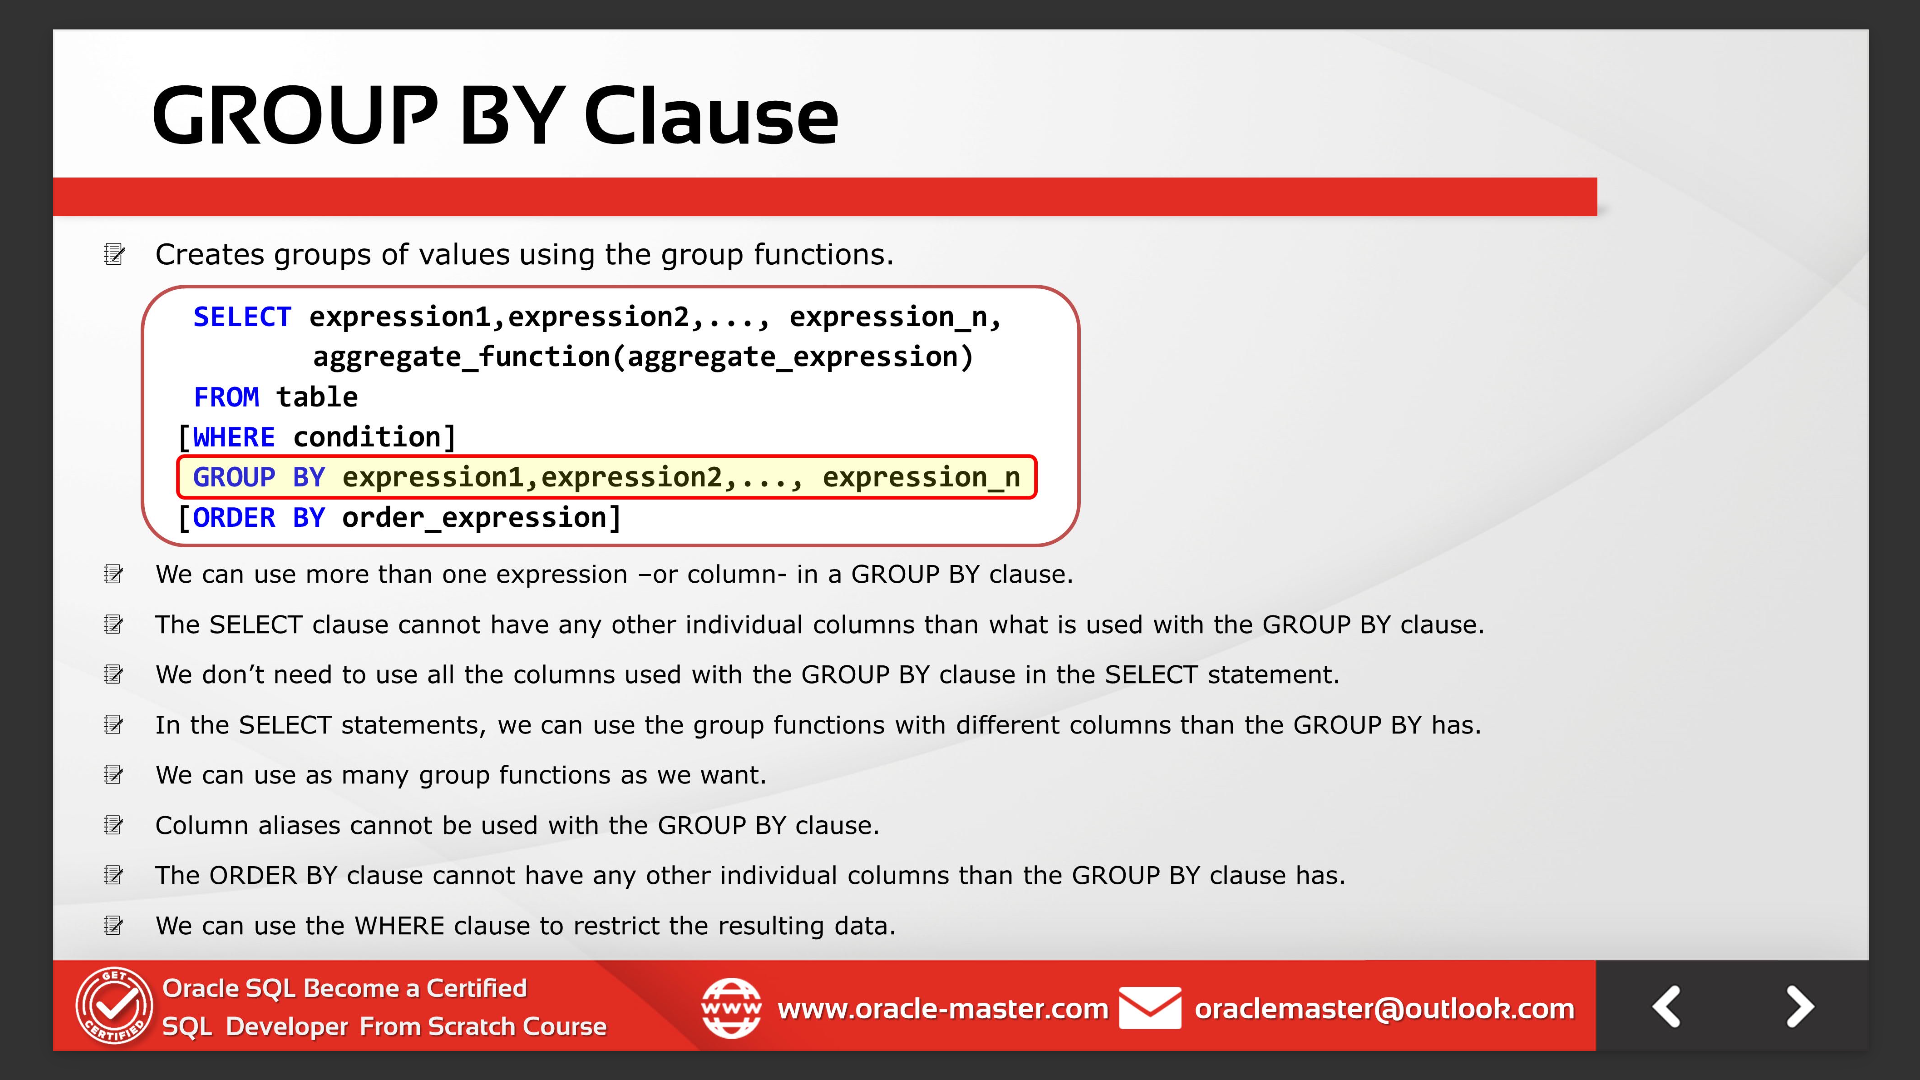 GROUP BY Clause
Creates groups of values using the group functions.
SELECT expression1,expression2,..., expression_n,
aggregate_function(aggregate_expression)
FROM table
[WHERE condition]
GROUP BY expression1,expression2,..., expression_n
[ORDER BY order_expression]
We can use more than one expression –or column- in a GROUP BY clause.
The SELECT clause cannot have any other individual columns than what is used with the GROUP BY clause.
We don’t need to use all the columns used with the GROUP BY clause in the SELECT statement.
In the SELECT statements, we can use the group functions with different columns than the GROUP BY has.
We can use as many group functions as we want.
Column aliases cannot be used with the GROUP BY clause.
The ORDER BY clause cannot have any other individual columns than the GROUP BY clause has.
We can use the WHERE clause to restrict the resulting data.
GET
CERTIFIED
Oracle SQL Become a Certified
SQL Developer From Scratch Course
WWW
www.oracle-master.com
oraclemaster@outlook.com